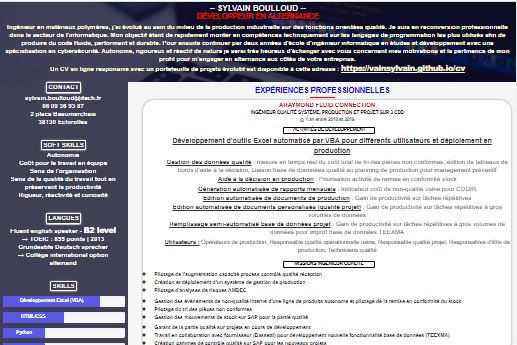 -- SYLVAIN BOULLOUD --
DÉVELOPPEUR EN ALTERNANCE
Ingénieur en matériaux polymères, j'ai évolué au sein du milieu de la production industrielle sur des fonctions orientées qualité. Je suis en reconversion professionnelle
dans le secteur de l'informatique. Mon objectif étant de rapidement monter en compétences techniquement sur les langages de programmation les plus utilisés afin de
produire du code fluide, performant et durable. Pour ensuite continuer par deux années d'école d'ingénieur informatique en études et développement avec une
spécialisation en cybersécurité. Autonome, rigoureux et réactif de nature je serai très heureux d'échanger avec vous concernant mes motivations et la pertinence de mon
profil pour m'engager en alternance aux côtés de votre entreprise.
Un CV en ligne responsive avec un portefeuille de projets évolutif est disponible à cette adresse : https://vainsylvain.github.io/cv
CONTACT
sylvain.boulloud@tech.fr
2 place Beaumarchais
38130 Echirolles
SOFT SKILLS
Autonomie
Goût pour le travail en équipe
Sens de l'organisation
Sens de la qualité du travail tout en
préservant la productivité
Rigueur, réactivité et curiosité
LANGUES
Fluent english speaker - B2 level
→ TOEIC : 835 points | 2013
Grundstufe Deutsch sprecher
→ Collège international option
allemand
SKILLS
Développement Excel (VBA)
HTML/CSS
Python
EXPÉRIENCES PROFESSIONNELLES
ARAYMOND FLUID CONNECTION
INGÉNIEUR QUALITÉ SYSTÈME, PRODUCTION ET PROJET SUR 3 CDD
1 an entre 2018 et 2019
ACTIVITÉS DE DÉVELOPPEMENT
Développement d'outils Excel automatisé par VBA pour différents utilisateurs et déploiement en
production
Gestion des données qualité : mesure en temps réel du coût total de lin des pièces non conformes, édition de tableaux de
bords d'aide à la décision, Liaison base de données qualité au planning de production pour management préventif
Aide à la décision en production : Priorisation activité de remise en conformité stock
Génération automatisée de rapports mensuels : Indicateur coût de non-qualité usine pour CODIR
Edition automatisée de documents de production : Gain de productivité sur tâches répétitives
Edition automatisée de documents personnalisés (qualité projet) : Gain de productivité sur tâches répétitives à gros
volumes de données
Remplissage semi-automatisé base de données projet : Gain de productivité sur tâches répétitives à gros volumes de
données pour import base de données TEEXMA
Utilisateurs : Opérateurs de production, Responsable qualité opérationnelle usine, Responsable qualité projet, Responsables d'ilôts de
production, Techniciens qualité
MISSIONS INGÉNIEUR QUALITÉ
Pilotage de l'augmentation capacité process contrôle qualité réception
Création et déploiement d'un système de gestion de production
Pilotage d'analyses de risques AMDEC
Gestion des évènements de non-qualité interne d'une ligne de produits autonome et pilotage de la remise en conformité du stock
Pilotage du tri des pièces non conformes
Gestion des mouvements de stock sur SAP pour la partie qualité
Garant de la partie qualité sur projets en cours de développement
Travail en collaboration avec fournisseur (Bassetti) pour développement nouvelle fonctionnalité base de données (TEEXMA)
Création gammes de contrôle qualité SAP pour les nouveaux projets